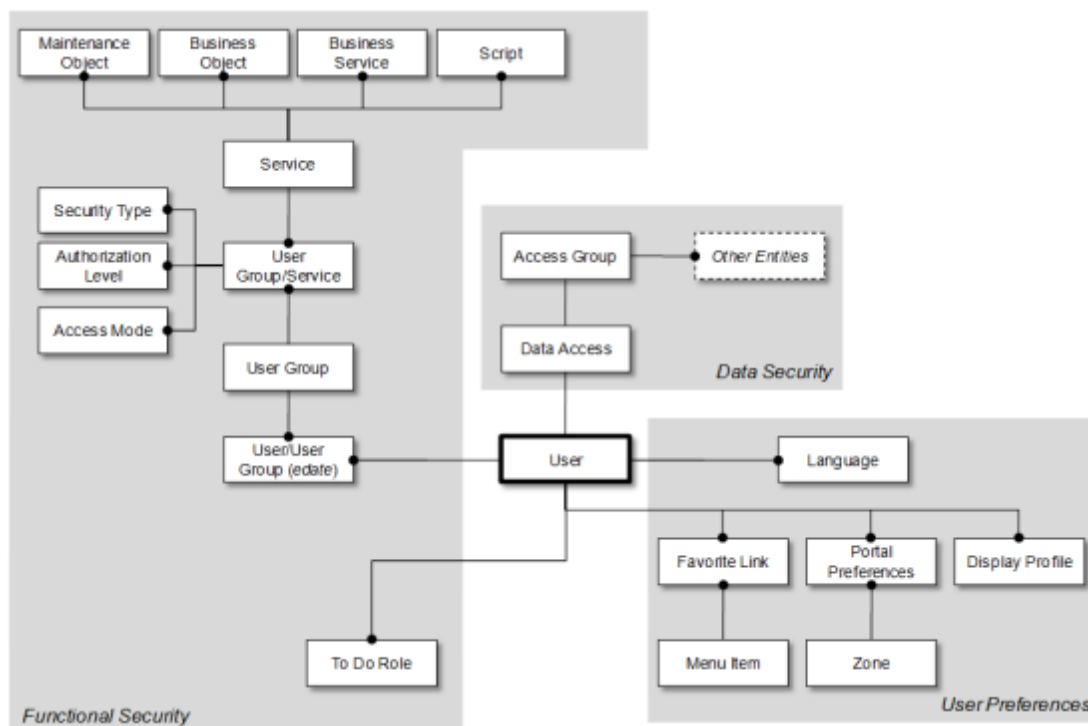 Maintenance
Object
Business
Object
Business
Service
Script
Service
Security Type
Authorization
Level
Access Mode
User
Group/Service
User Group
User/User
Group (edate)
Access Group
Other Entities
Data Access
Data Security
User
Language
Favorite Link
Portal
Preferences
Display Profile
To Do Role
Menu Item
Zone
Functional Security
User Preferences